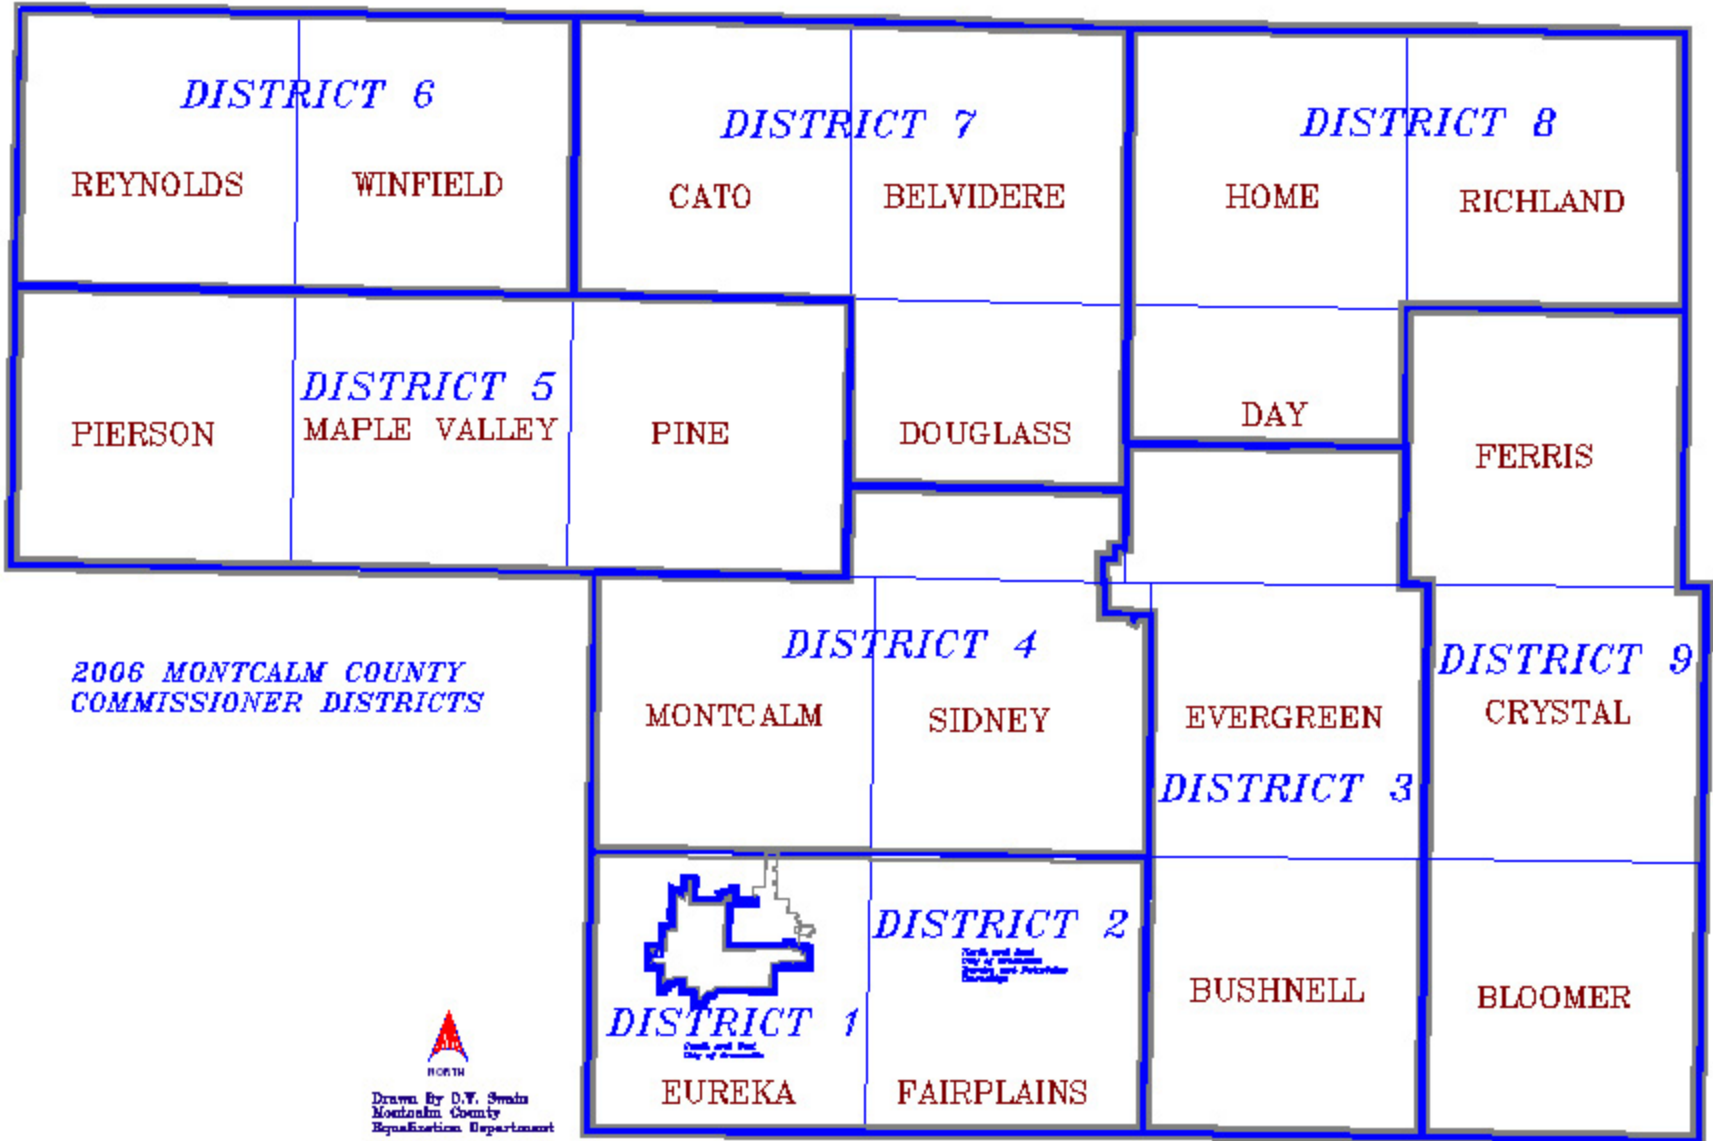 DISTRICT 6
DISTRICT 7
DISTRICT 8
REYNOLDS
WINFIELD
CATO
BELVIDERE
HOME
RICHLAND
DISTRICT 5
PIERSON
MAPLE VALLEY
PINE
DOUGLASS
DAY
FERRIS
2006 MONTCALM COUNTY
COMMISSIONER DISTRICTS
DISTRICT 4
DISTRICT 9
MONTCALM
SIDNEY
EVERGREEN
CRYSTAL
DISTRICT 3
DISTRICT 2
BUSHNELL
BLOOMER
DISTRICT 1
EUREKA
FAIRPLAINS
NORTH
Drawn By D.W. Swain
Montcalm County
Equalization Department